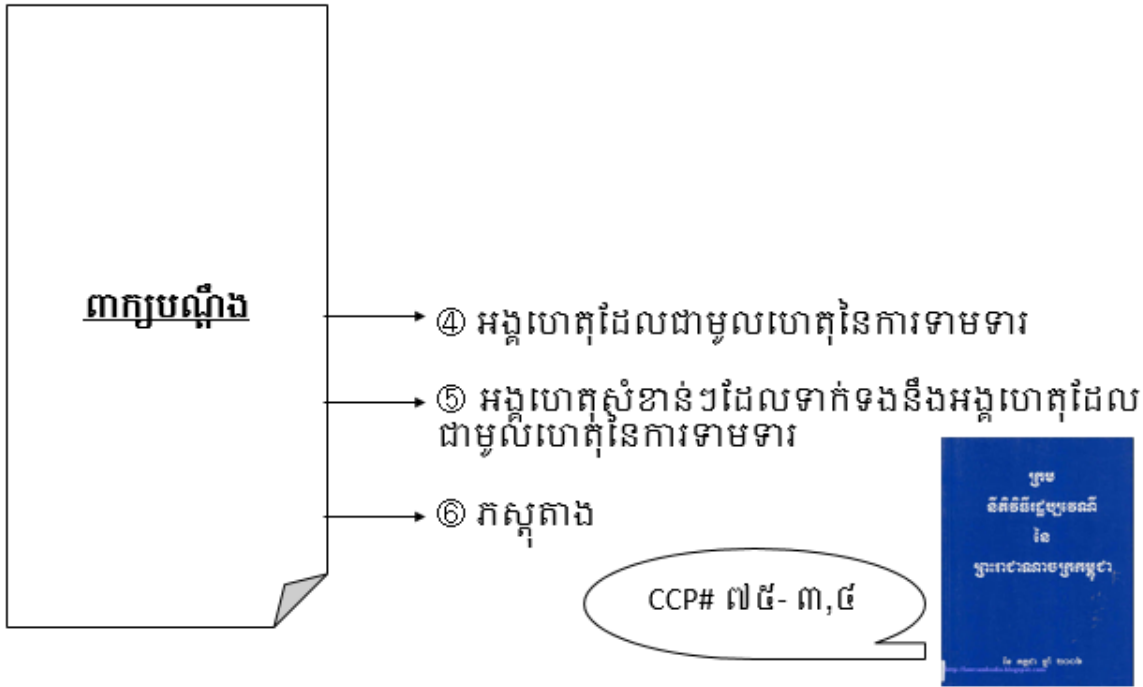 ពាក្យបណ្ដឹង
④ អង្គហេតុដែលជាមូលហេតុនៃការទាមទារ
⑤ អង្គហេតុសំខាន់ៗដែលទាក់ទងនឹងអង្គហេតុដែល
ជាមូលហេតុនៃការទាមទារ
⑥ ភស្តុតាង
CCP# ៧៥- ៣,៤
ក្រម
នីតិវិធីរដ្ឋប្បវេណី
នៃ
ព្រះរាជាណាចក្រកម្ពុជា